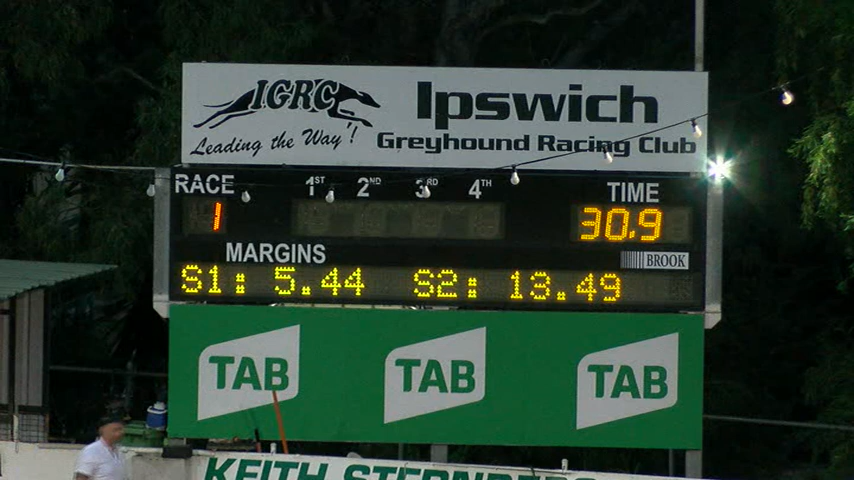 IGRC
Leading the Way'!
Ipswich
Greyhound Racing Club
RACE 1ST 2ND 3RD 4TH TIME
1 30.9
MARGINS BROOK
S1: 5.44 S2: 13.49
TAB TAB TAB
KEITH